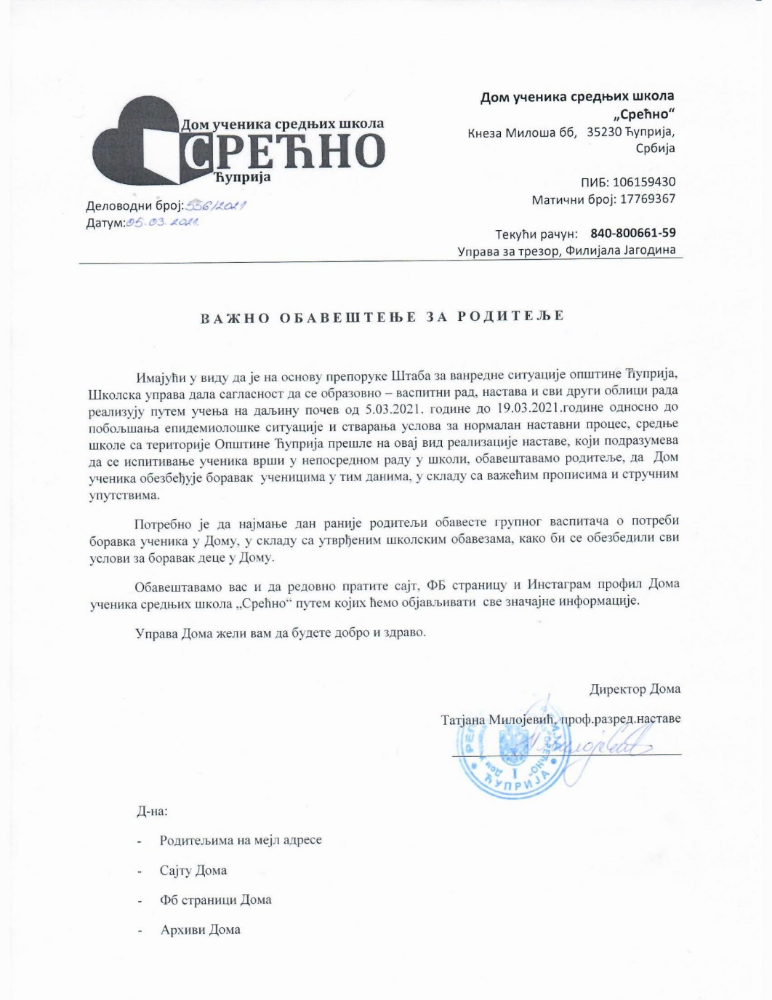 Дом ученика средњих школа
СРЕЋНО
Ћуприја
Деловодни број: 556/2021
Датум: 05.03.2021.
Дом ученика средњих школа
„Срећно“
Кнеза Милоша бб, 35230 Ћуприја,
Србија
ПИБ: 106159430
Матични број: 17769367
Текући рачун: 840-800661-59
Управа за трезор, Филијала Јагодина
ВАЖНО ОБАВЕШТЕЊЕ ЗА РОДИТЕЉЕ
Имајући у виду да је на основу препоруке Штаба за ванредне ситуације општине Ћуприја,
Школска управа дала сагласност да се образовно – васпитни рад, настава и сви други облици рада
реализују путем учења на даљину почев од 5.03.2021. године до 19.03.2021.године односно до
побољшања епидемиолошке ситуације и стварања услова за нормалан наставни процес, средње
школе са територије Општине Ћуприја прешле на овај вид реализације наставе, који подразумева
да се испитивање ученика врши у непосредном раду у школи, обавештавамо родитеље, да Дом
ученика обезбеђује боравак ученицима у тим данима, у складу са важећим прописима и стручним
упутствима.
Потребно је да најмање дан раније родитељи обавесте групног васпитача о потреби
боравка ученика у Дому, у складу са утврђеним школским обавезама, како би се обезбедили сви
услови за боравак деце у Дому.
Обавештавамо вас и да редовно пратите сајт, ФБ страницу и Инстаграм профил Дома
ученика средњих школа „Срећно“ путем којих ћемо објављивати све значајне информације.
Управа Дома жели вам да будете добро и здраво.
Директор Дома
Татјана Милојевић, проф.разред.наставе
ЋУПРИЈА
I
Д-на:
- Родитељима на мејл адресе
- Сајту Дома
- Фб страници Дома
- Архиви Дома